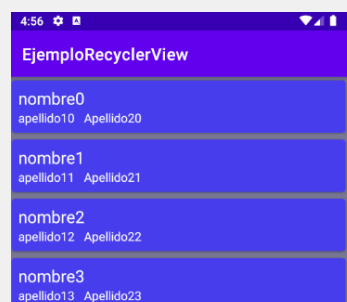 4:56
EjemploRecyclerView
nombre0
apellido10 Apellido20
nombre1
apellido11 Apellido21
nombre2
apellido12 Apellido22
nombre3
apellido13 Apellido23